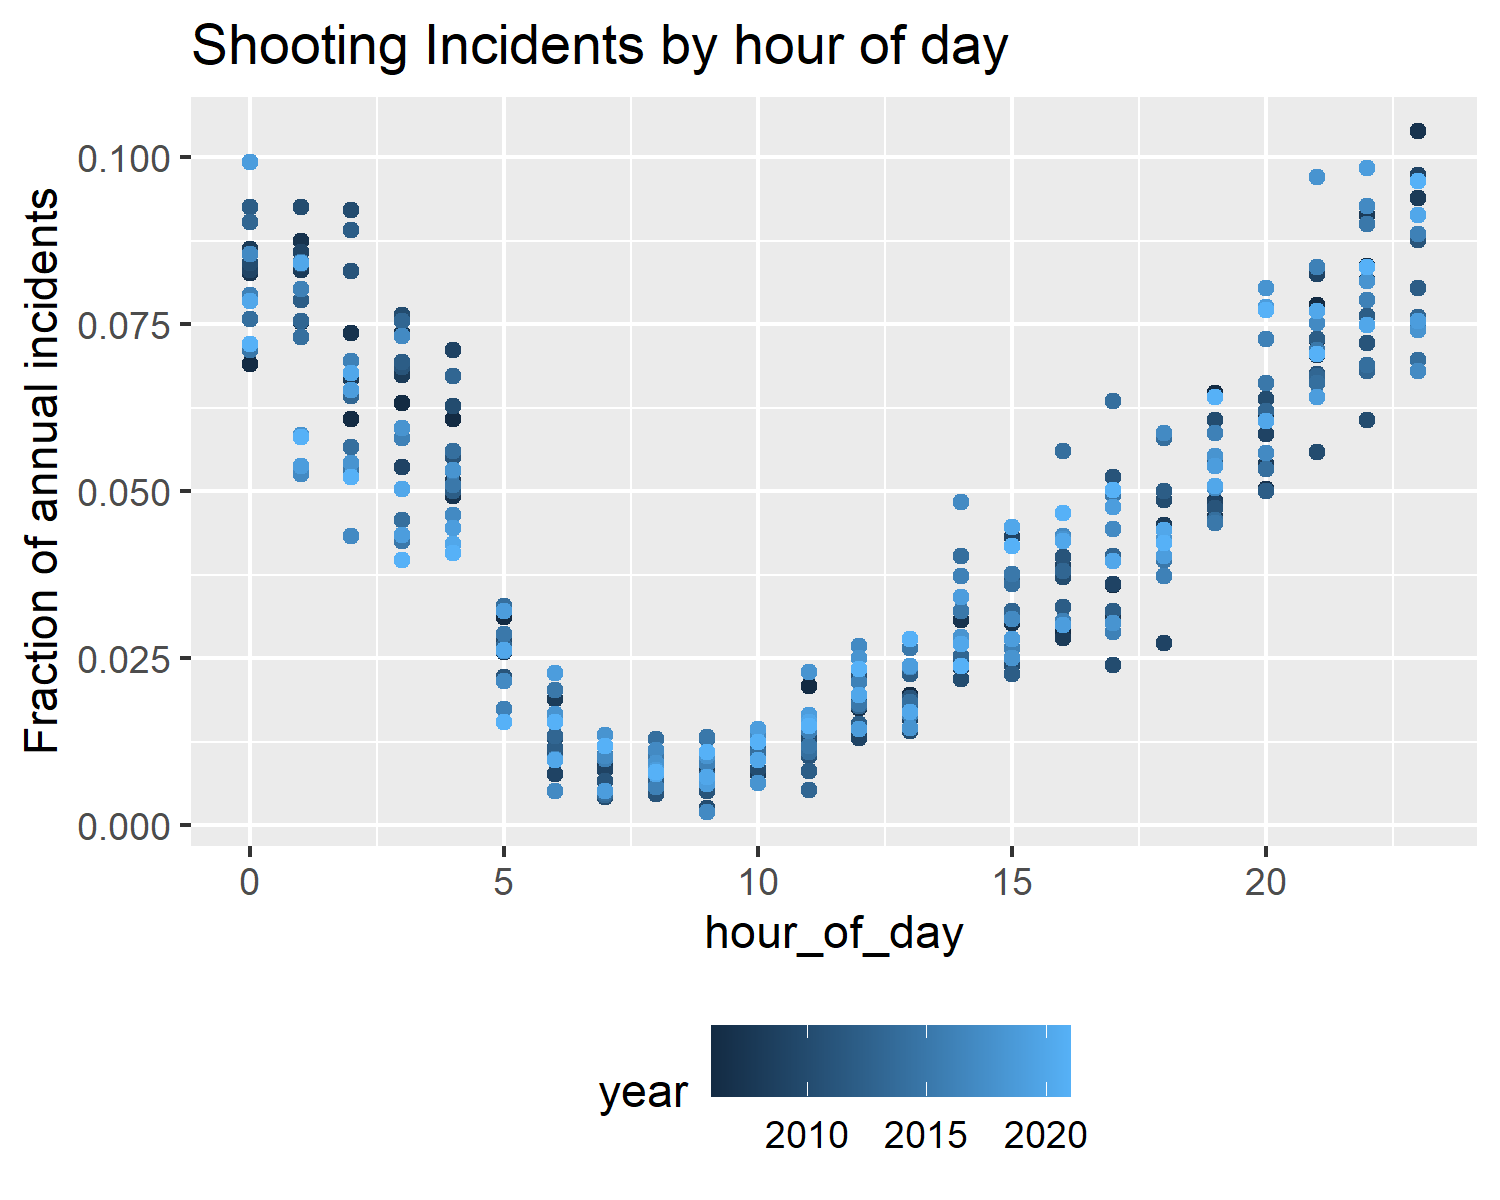 Shooting Incidents by hour of day
Fraction of annual incidents
0.100
0.075
0.050
0.025
0.000
0 5 10 15 20
hour_of_day
year
2010 2015 2020